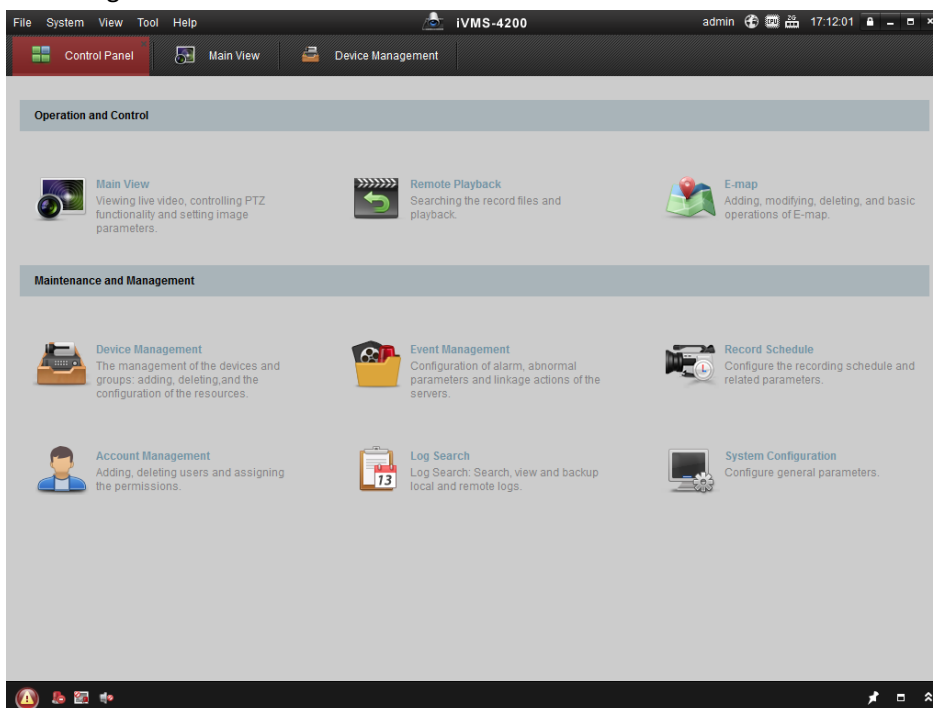 File System View Tool Help iVMS-4200 admin 17:12:01
Control Panel Main View Device Management
Operation and Control
Main View
Viewing live video, controlling PTZ
functionality and setting image
parameters.
Remote Playback
Searching the record files and
playback.
E-map
Adding, modifying, deleting, and basic
operations of E-map.
Maintenance and Management
Device Management
The management of the devices and
groups: adding, deleting,and the
configuration of the resources.
Event Management
Configuration of alarm, abnormal
parameters and linkage actions of the
servers.
Record Schedule
Configure the recording schedule and
related parameters.
Account Management
Adding, deleting users and assigning
the permissions.
13
Log Search
Log Search: Search, view and backup
local and remote logs.
System Configuration
Configure general parameters.